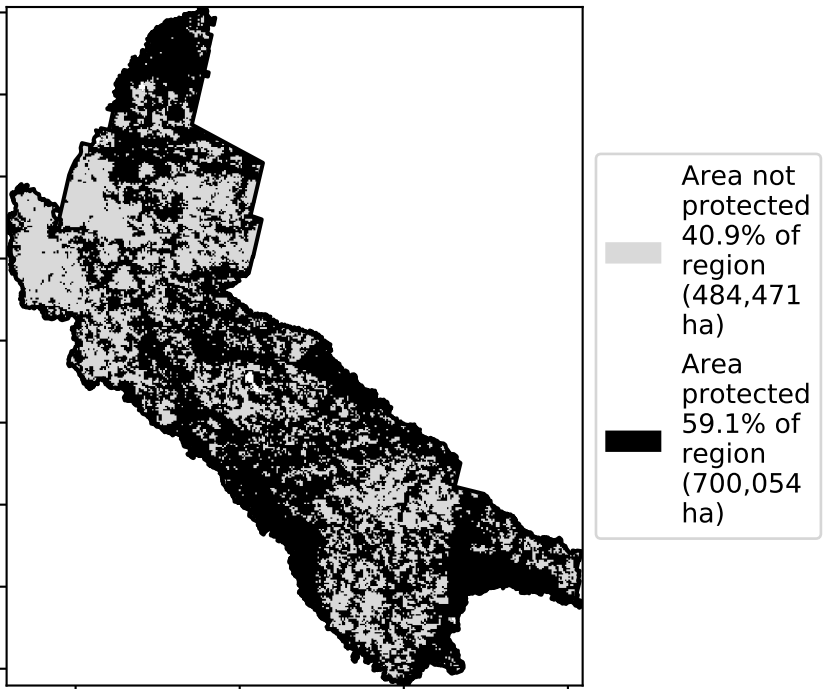 Area not
protected
40.9% of
region
(484,471
ha)
Area
protected
59.1% of
region
(700,054
ha)